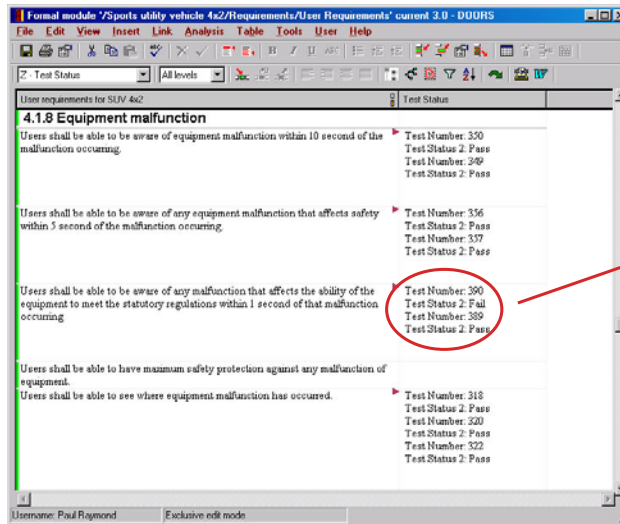 Formal module '/Sports utility vehicle 4x2/Requirements/User Requirements' current 3.0 - DOORS
File Edit View Insert Link Analysis Table Tools User Help
Z - Test Status All levels
User requirements for SUV 4x2 Test Status
4.1.8 Equipment malfunction
Users shall be able to be aware of equipment malfunction within 10 second of the Test Number: 350
malfunction occurring. Test Status 2: Pass
Test Number: 349
Test Status 2: Pass
Users shall be able to be aware of any equipment malfunction that affects safety Test Number: 356
within 5 second of the malfunction occurring. Test Status 2: Pass
Test Number: 357
Test Status 2: Pass
Users shall be able to be aware of any malfunction that affects the ability of the Test Number: 390
equipment to meet the statutory regulations within 1 second of that malfunction Test Status 2: Fail
occuring Test Number: 389
Test Status 2: Pass
Users shall be able to have maximum safety protection against any malfunction of
equipment.
Users shall be able to see where equipment malfunction has occurred. Test Number: 318
Test Status 2: Pass
Test Number: 320
Test Status 2: Pass
Test Number: 322
Test Status 2: Pass
Username: Paul Raymond Exclusive edit mode